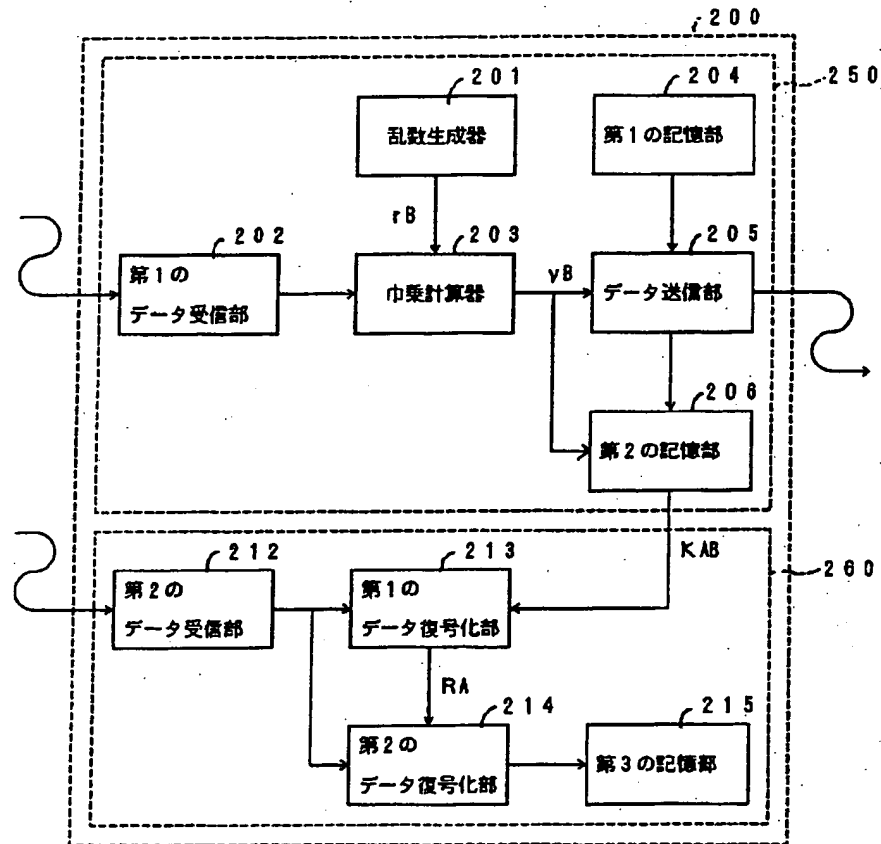 200
250
201
204
乱数生成器
第1の記憶部
rB
202
203
205
第1の
データ受信部
巾乗計算器
yB
データ送信部
206
第2の記憶部
KAB
260
212
213
第2の
データ受信部
第1の
データ復号化部
RA
214
215
第2の
データ復号化部
第3の記憶部